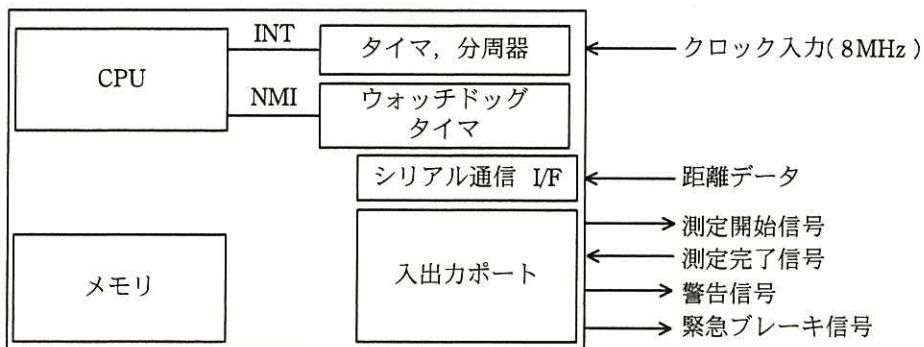 CPU
INT
タイマ，分周器
クロック入力(8MHz)
NMI
ウォッチドッグ
タイマ
シリアル通信 I/F
距離データ
メモリ
入出力ポート
測定開始信号
測定完了信号
警告信号
緊急ブレーキ信号